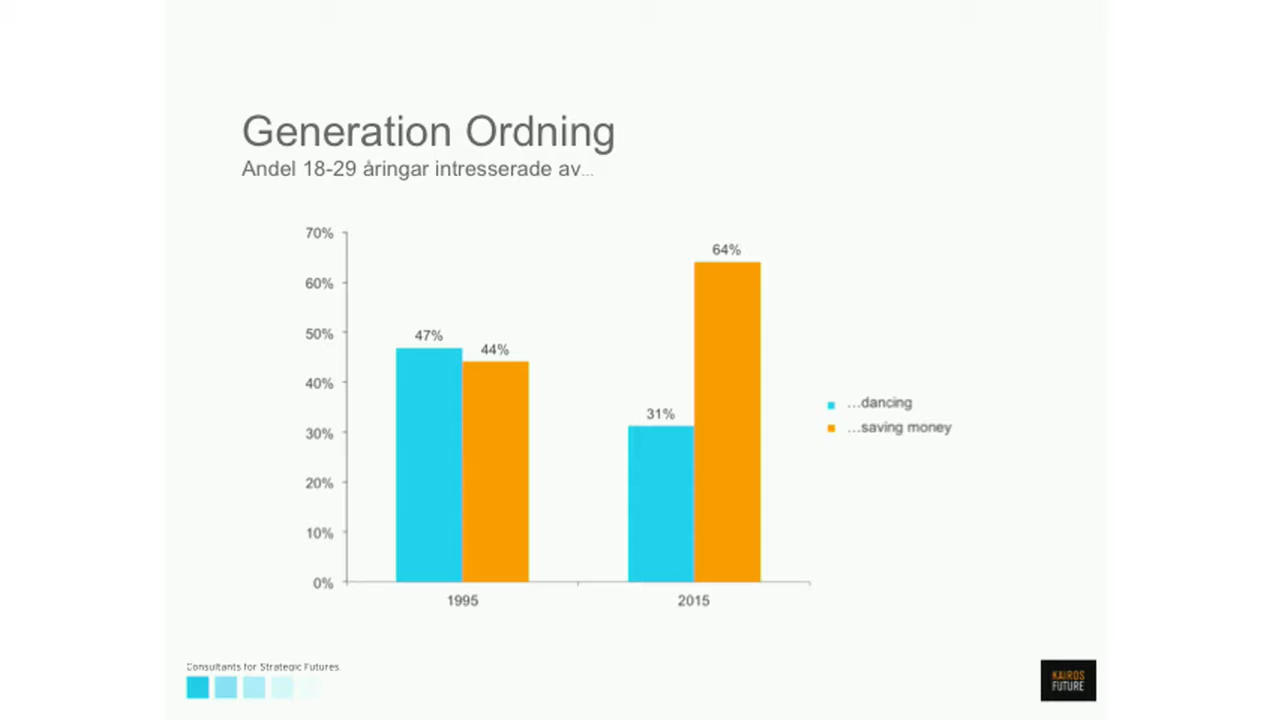 Generation Ordning
Andel 18-29 åringar intresserade av...
70%
60%
50%
40%
30%
20%
10%
0%
47%
44%
31%
64%
1995
2015
...dancing
...saving money
Consultants for Strategic Futures.
KAIROS
FUTURE